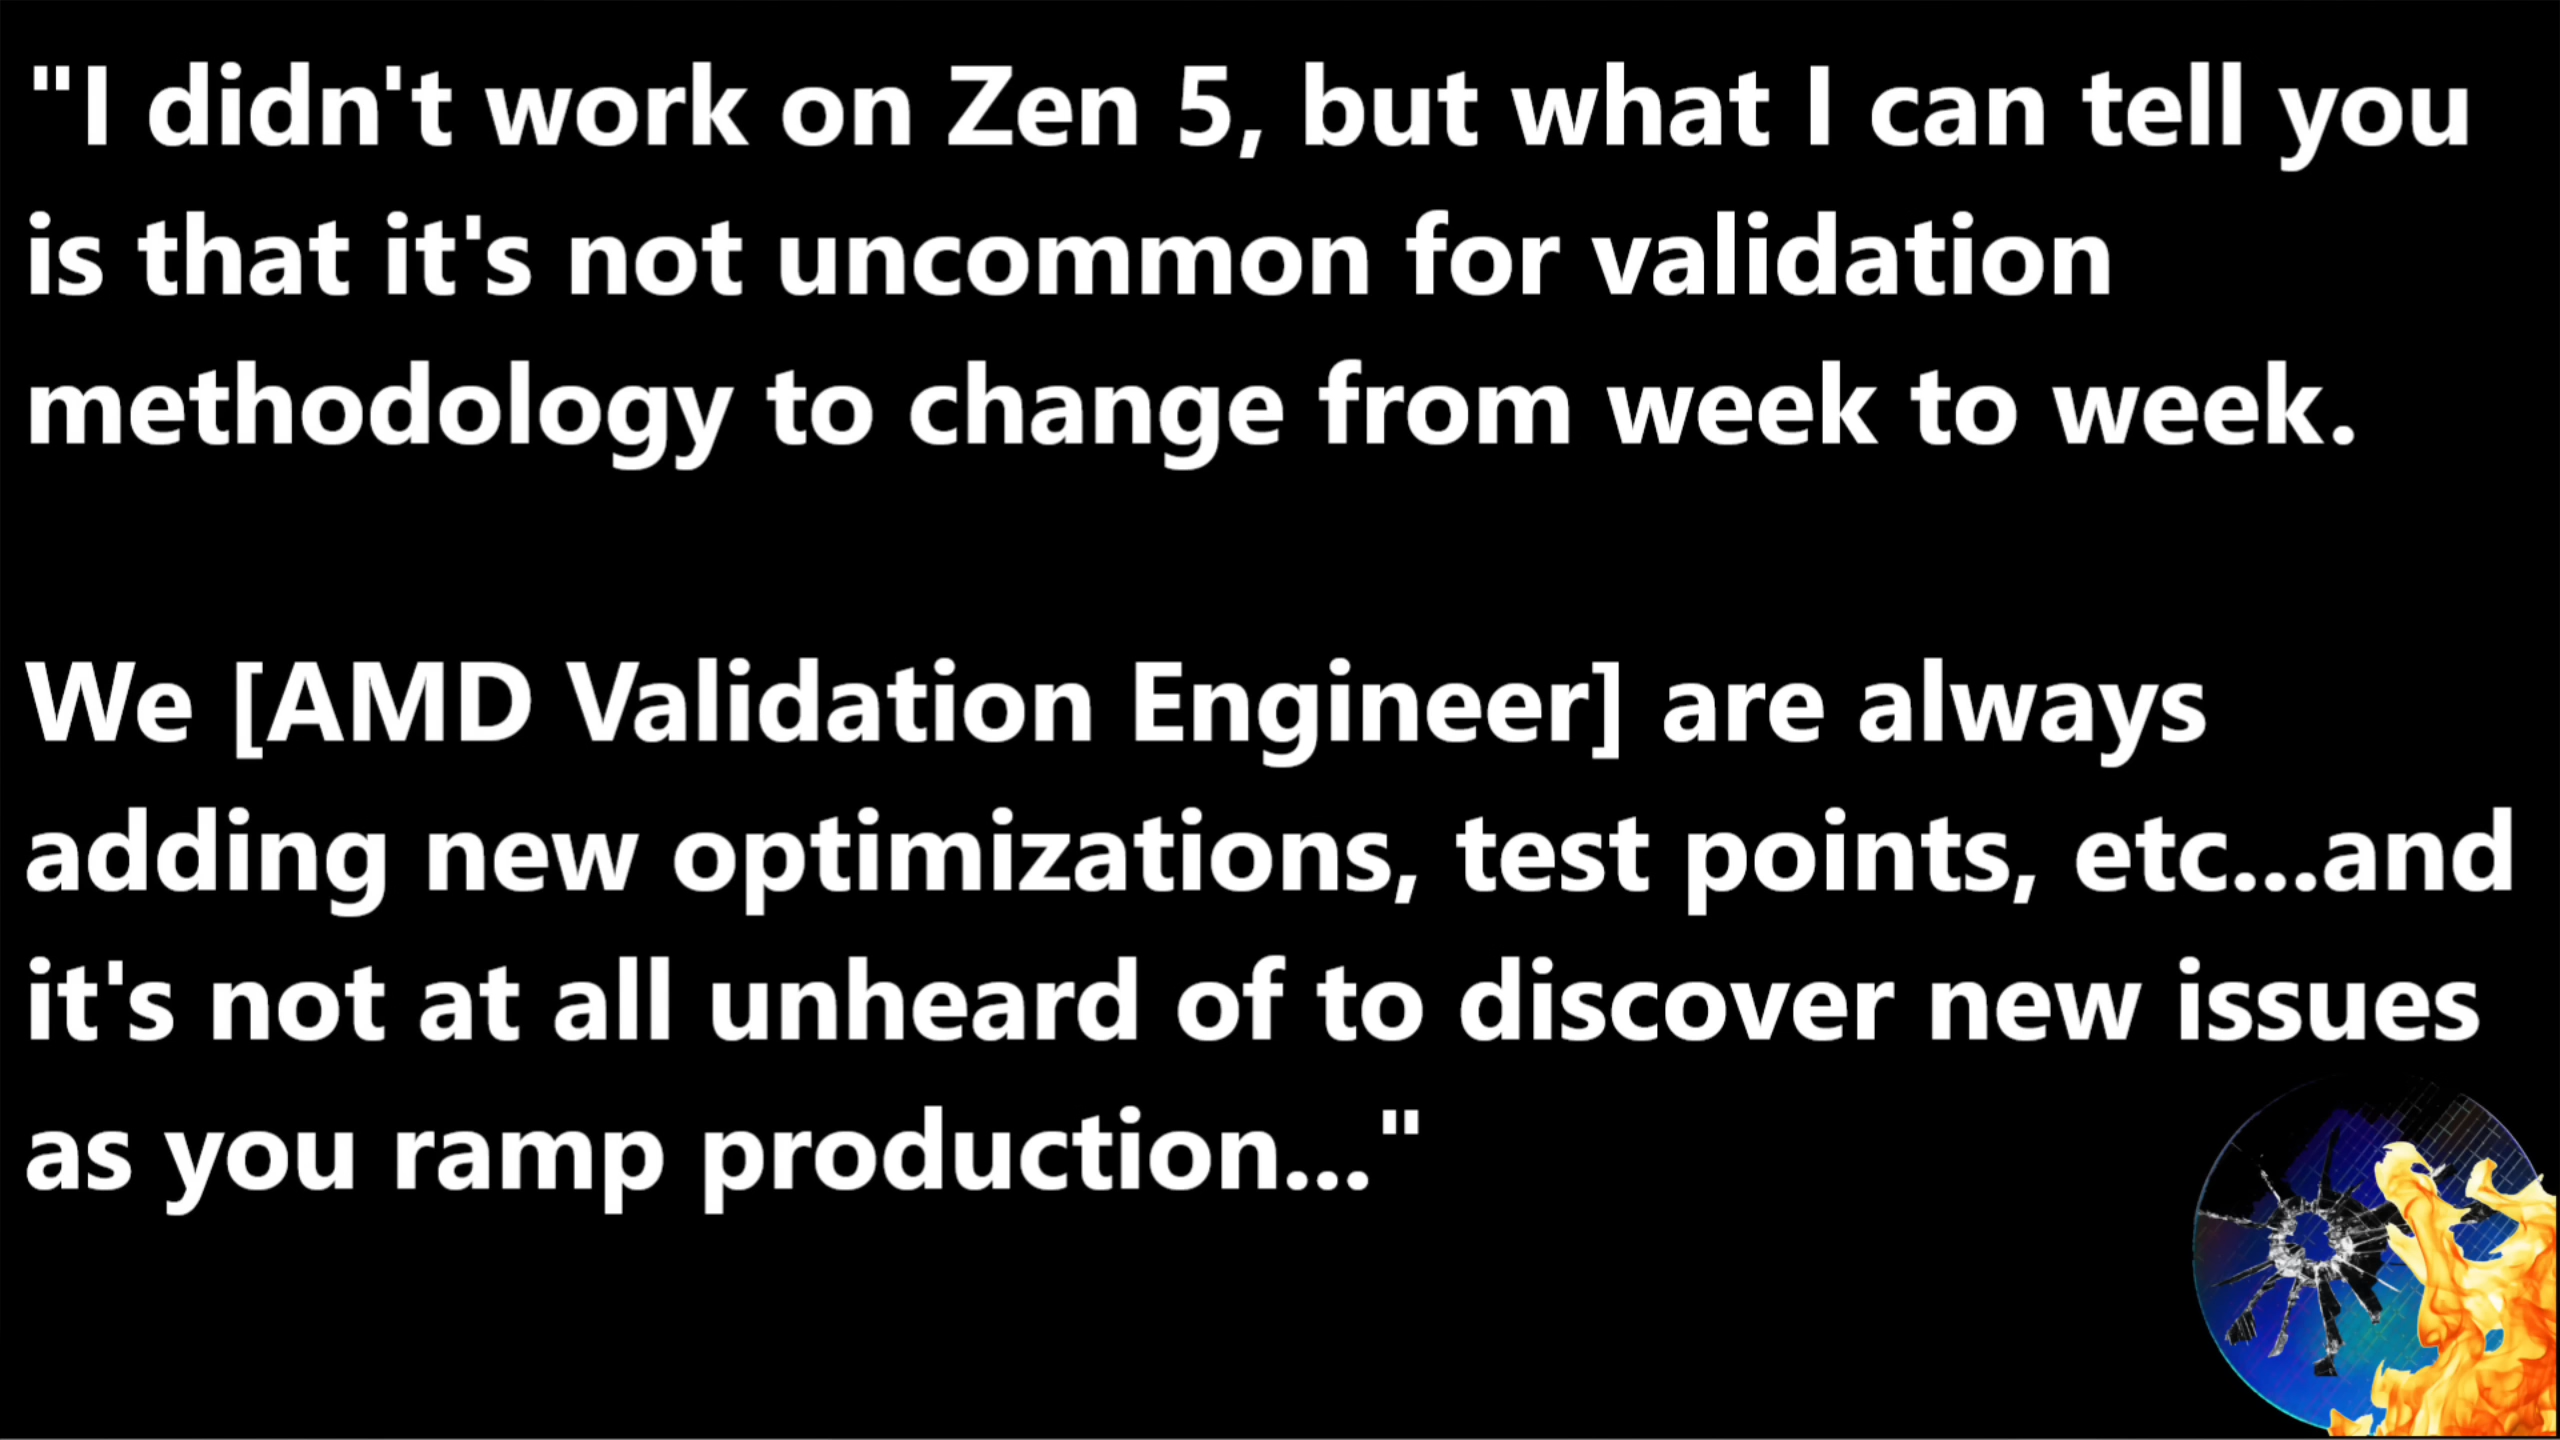 "I didn't work on Zen 5, but what I can tell you
is that it's not uncommon for validation
methodology to change from week to week.
We [AMD Validation Engineer] are always
adding new optimizations, test points, etc...and
it's not at all unheard of to discover new issues
as you ramp production..."